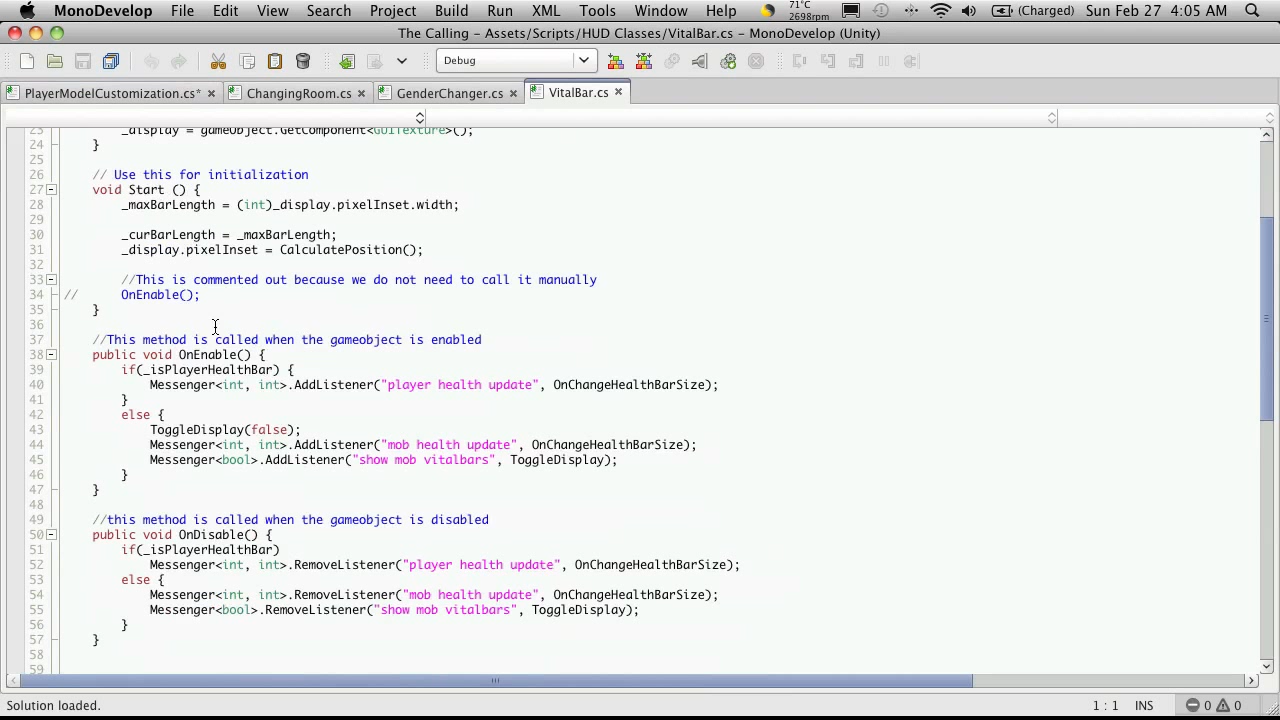 MonoDevelop File Edit View Search Project Build Run XML Tools Window Help 71°C 2698rpm (Charged) Sun Feb 27 4:05 AM
The Calling - Assets/Scripts/HUD Classes/VitalBar.cs - MonoDevelop (Unity)
Debug
PlayerModelCustomization.cs* ChangingRoom.cs GenderChanger.cs VitalBar.cs
23 _display = gameObject.GetComponent<GUITexture>();
24 }
25
26 // Use this for initialization
27 void Start () {
28 _maxBarLength = (int)_display.pixelInset.width;
29
30 _curBarLength = _maxBarLength;
31 _display.pixelInset = CalculatePosition();
32
33 //This is commented out because we do not need to call it manually
34 // OnEnable();
35 }
36
37 //This method is called when the gameobject is enabled
38 public void OnEnable() {
39 if(_isPlayerHealthBar) {
40 Messenger<int, int>.AddListener("player health update", OnChangeHealthBarSize);
41 }
42 else {
43 ToggleDisplay(false);
44 Messenger<int, int>.AddListener("mob health update", OnChangeHealthBarSize);
45 Messenger<bool>.AddListener("show mob vitalbars", ToggleDisplay);
46 }
47 }
48
49 //this method is called when the gameobject is disabled
50 public void OnDisable() {
51 if(_isPlayerHealthBar)
52 Messenger<int, int>.RemoveListener("player health update", OnChangeHealthBarSize);
53 else {
54 Messenger<int, int>.RemoveListener("mob health update", OnChangeHealthBarSize);
55 Messenger<bool>.RemoveListener("show mob vitalbars", ToggleDisplay);
56 }
57 }
58
59
Solution loaded. 1 : 1 INS 0 0